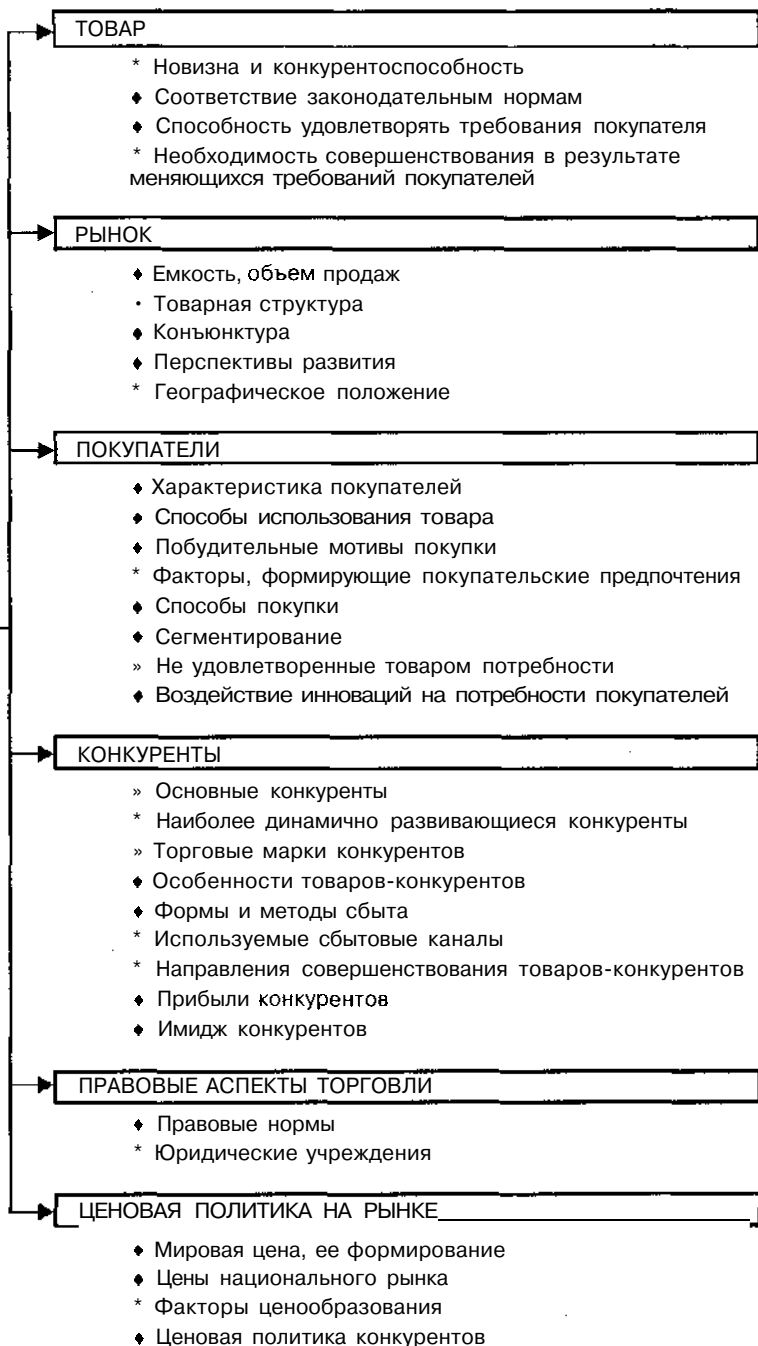 ТОВАР
* Новизна и конкурентоспособность
♦ Соответствие законодательным нормам
♦ Способность удовлетворять требования покупателя
* Необходимость совершенствования в результате
меняющихся требований покупателей
РЫНОК
♦ Емкость, объем продаж
• Товарная структура
♦ Конъюнктура
♦ Перспективы развития
* Географическое положение
ПОКУПАТЕЛИ
♦ Характеристика покупателей
♦ Способы использования товара
♦ Побудительные мотивы покупки
* Факторы, формирующие покупательские предпочтения
♦ Способы покупки
♦ Сегментирование
» Не удовлетворенные товаром потребности
♦ Воздействие инноваций на потребности покупателей
КОНКУРЕНТЫ
» Основные конкуренты
* Наиболее динамично развивающиеся конкуренты
» Торговые марки конкурентов
♦ Особенности товаров-конкурентов
♦ Формы и методы сбыта
* Используемые сбытовые каналы
* Направления совершенствования товаров-конкурентов
♦ Прибыли конкурентов
♦ Имидж конкурентов
ПРАВОВЫЕ АСПЕКТЫ ТОРГОВЛИ
♦ Правовые нормы
* Юридические учреждения
ЦЕНОВАЯ ПОЛИТИКА НА РЫНКЕ
♦ Мировая цена, ее формирование
♦ Цены национального рынка
* Факторы ценообразования
♦ Ценовая политика конкурентов